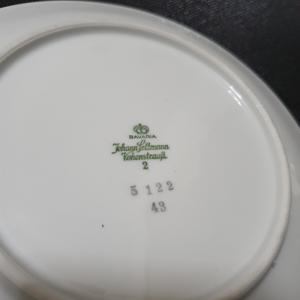 BAVARIA
Johann Seltmann
Vohenstrauß
2
5 122
43